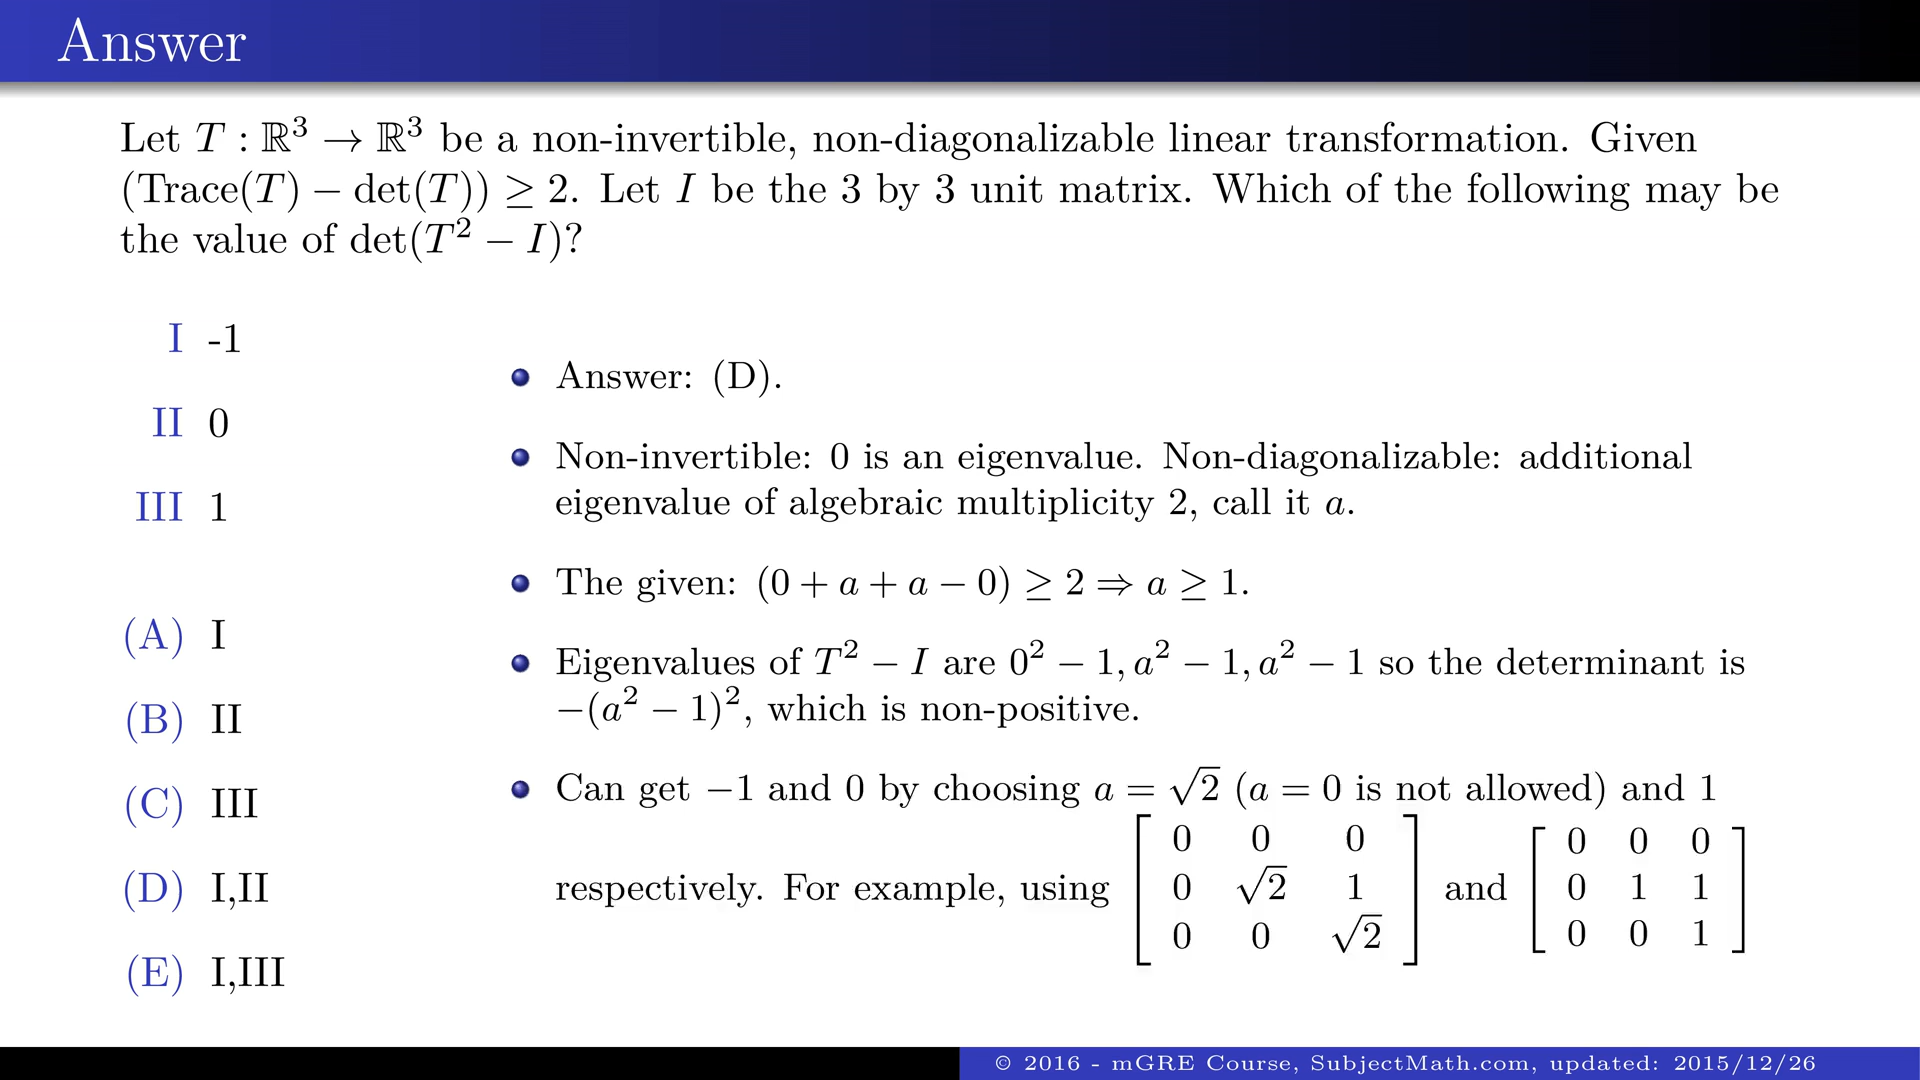 Answer
Let T : ℝ³ → ℝ³ be a non-invertible, non-diagonalizable linear transformation. Given
(Trace(T) − det(T)) ≥ 2. Let I be the 3 by 3 unit matrix. Which of the following may be
the value of det(T² − I)?
I -1
II 0
III 1
(A) I
(B) II
(C) III
(D) I,II
(E) I,III
Answer: (D).
Non-invertible: 0 is an eigenvalue. Non-diagonalizable: additional
eigenvalue of algebraic multiplicity 2, call it a.
The given: (0 + a + a − 0) ≥ 2 ⇒ a ≥ 1.
Eigenvalues of T² − I are 0² − 1, a² − 1, a² − 1 so the determinant is
−(a² − 1)², which is non-positive.
Can get −1 and 0 by choosing a = √2 (a = 0 is not allowed) and 1
respectively. For example, using [0 0 0; 0 √2 1; 0 0 √2] and [0 0 0; 0 1 1; 0 0 1]
© 2016 - mGRE Course, SubjectMath.com, updated: 2015/12/26